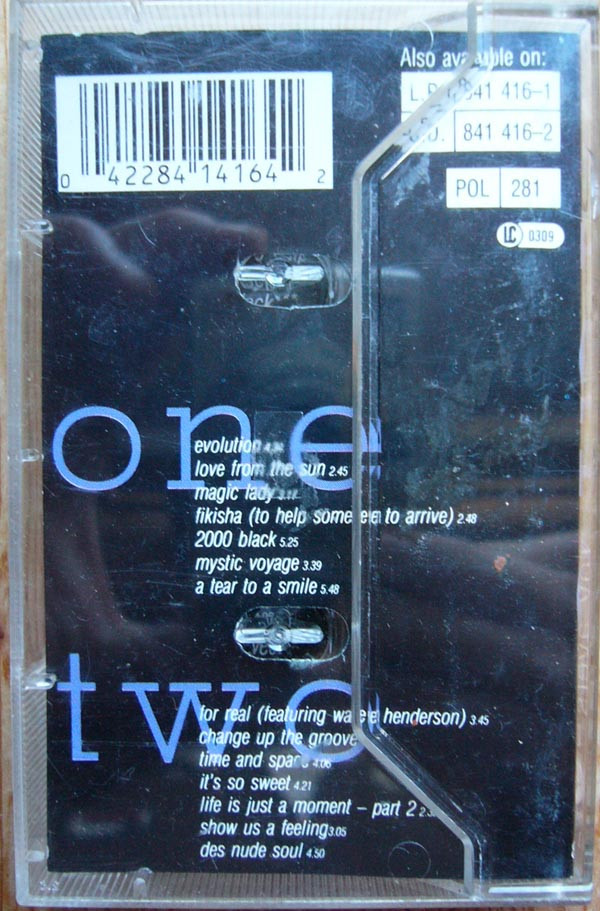 Also available on:
L.P. 841 416–1
841 416–2
POL 281
LC 0309
0 42284 14164 2
one
evolution 4.34
love from the sun 2.45
magic lady 3.17
fikisha (to help someone to arrive) 2.48
2000 black 5.25
mystic voyage 3.39
a tear to a smile 5.48
two
for real (featuring wayne henderson) 3.45
change up the groove
time and space 4.06
it's so sweet 4.21
life is just a moment – part 2
show us a feeling 3.05
des nude soul 4.50